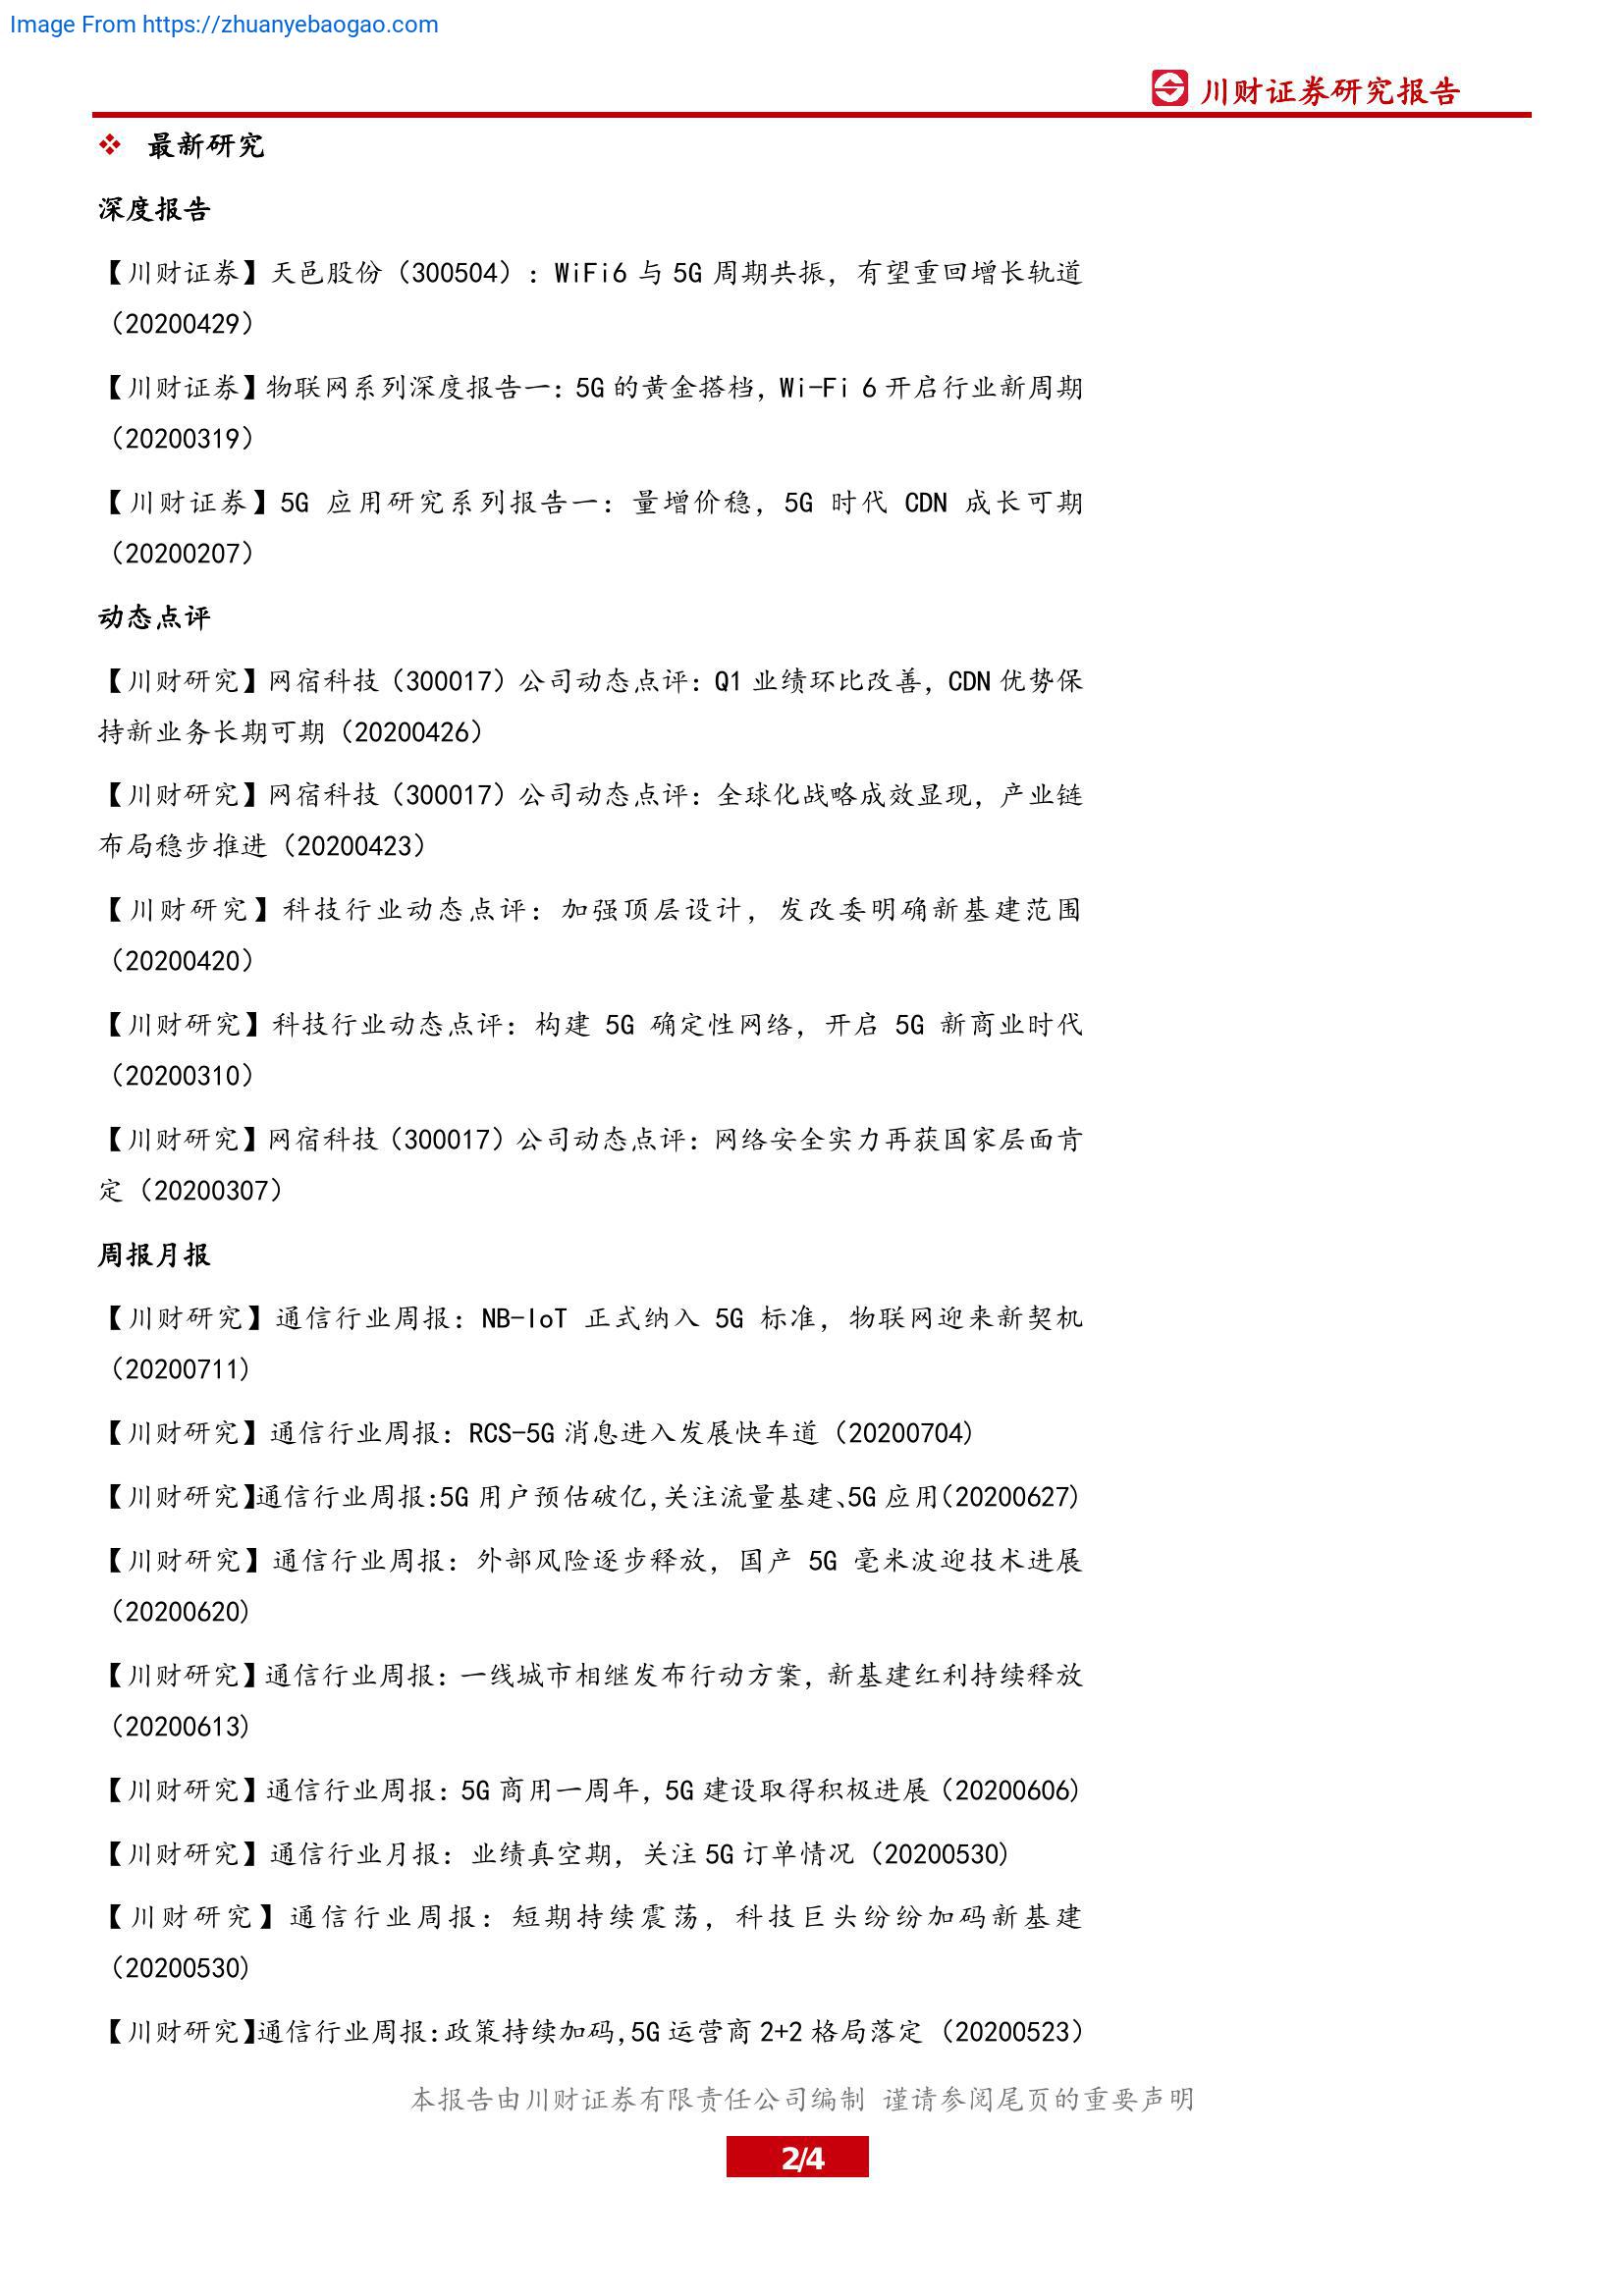 Image From https://zhuanyebaogao.com
川财证券研究报告
❖ 最新研究
深度报告
【川财证券】天邑股份（300504）：WiFi6 与 5G 周期共振，有望重回增长轨道
（20200429）
【川财证券】物联网系列深度报告一：5G 的黄金搭档，Wi-Fi 6 开启行业新周期
（20200319）
【川财证券】5G 应用研究系列报告一：量增价稳，5G 时代 CDN 成长可期
（20200207）
动态点评
【川财研究】网宿科技（300017）公司动态点评：Q1 业绩环比改善，CDN 优势保
持新业务长期可期（20200426）
【川财研究】网宿科技（300017）公司动态点评：全球化战略成效显现，产业链
布局稳步推进（20200423）
【川财研究】科技行业动态点评：加强顶层设计，发改委明确新基建范围
（20200420）
【川财研究】科技行业动态点评：构建 5G 确定性网络，开启 5G 新商业时代
（20200310）
【川财研究】网宿科技（300017）公司动态点评：网络安全实力再获国家层面肯
定（20200307）
周报月报
【川财研究】通信行业周报：NB-IoT 正式纳入 5G 标准，物联网迎来新契机
（20200711)
【川财研究】通信行业周报：RCS-5G 消息进入发展快车道（20200704)
【川财研究】通信行业周报:5G 用户预估破亿,关注流量基建、5G 应用(20200627)
【川财研究】通信行业周报：外部风险逐步释放，国产 5G 毫米波迎技术进展
（20200620)
【川财研究】通信行业周报：一线城市相继发布行动方案，新基建红利持续释放
（20200613)
【川财研究】通信行业周报：5G 商用一周年，5G 建设取得积极进展（20200606)
【川财研究】通信行业月报：业绩真空期，关注 5G 订单情况（20200530)
【川财研究】通信行业周报：短期持续震荡，科技巨头纷纷加码新基建
（20200530)
【川财研究】通信行业周报:政策持续加码,5G 运营商 2+2 格局落定（20200523）
本报告由川财证券有限责任公司编制 谨请参阅尾页的重要声明
2/4